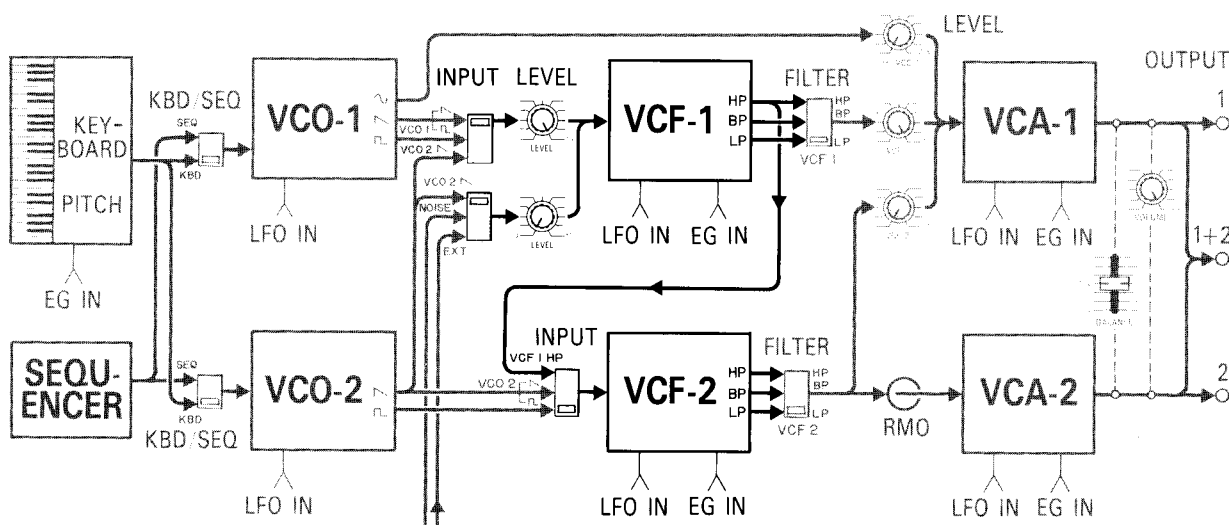 LEVEL
OUTPUT
INPUT LEVEL
FILTER
KBD/SEQ
VCO-1
VCF-1
VCA-1
1
KEY-
BOARD
PITCH
SEQ
KBD
VCO 1
VCO 2
LEVEL
HP
BP
LP
HP
BP
LP
VCF 1
VCO 2
NOISE
EXT
LEVEL
VOLUME
LFO IN
LFO IN
EG IN
LFO IN
EG IN
1+2
EG IN
BALANCE
INPUT
FILTER
SEQU-
ENCER
SEQ
KBD
KBD/SEQ
VCO-2
VCF 1 HP
VCO 2
VCF-2
HP
BP
LP
HP
BP
LP
VCF 2
RMO
VCA-2
2
LFO IN
LFO IN
EG IN
LFO IN
EG IN